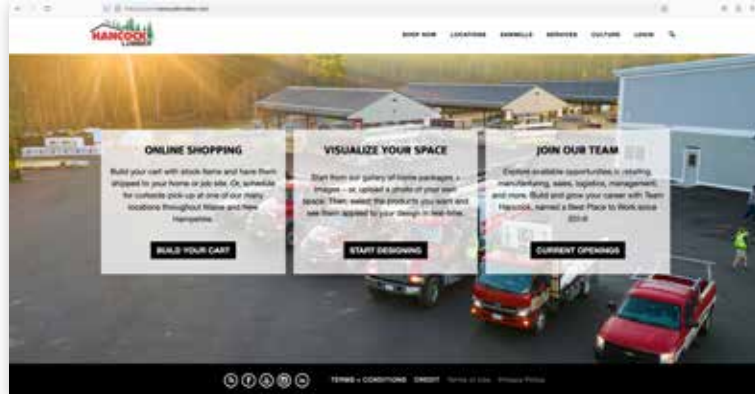 HANCOCK
LUMBER
SHOP NOW LOCATIONS SAWMILLS SERVICES CULTURE LOGIN
ONLINE SHOPPING
Build your cart with stock items and have them
shipped to your home or job site. Or, schedule
for curbside pick-up at one of our many
locations throughout Maine and New
Hampshire.
BUILD YOUR CART
VISUALIZE YOUR SPACE
Start from our gallery of home packages +
images – or, upload a photo of your own
space. Then select the products you want and
see them applied to your design in real-time.
START DESIGNING
JOIN OUR TEAM
Explore available opportunities in retailing,
manufacturing, sales, logistics, management,
and more. Build and grow your career with Team
Hancock, named a Best Place to Work since
CURRENT OPENINGS
TERMS + CONDITIONS CREDIT Terms of Use Privacy Policy